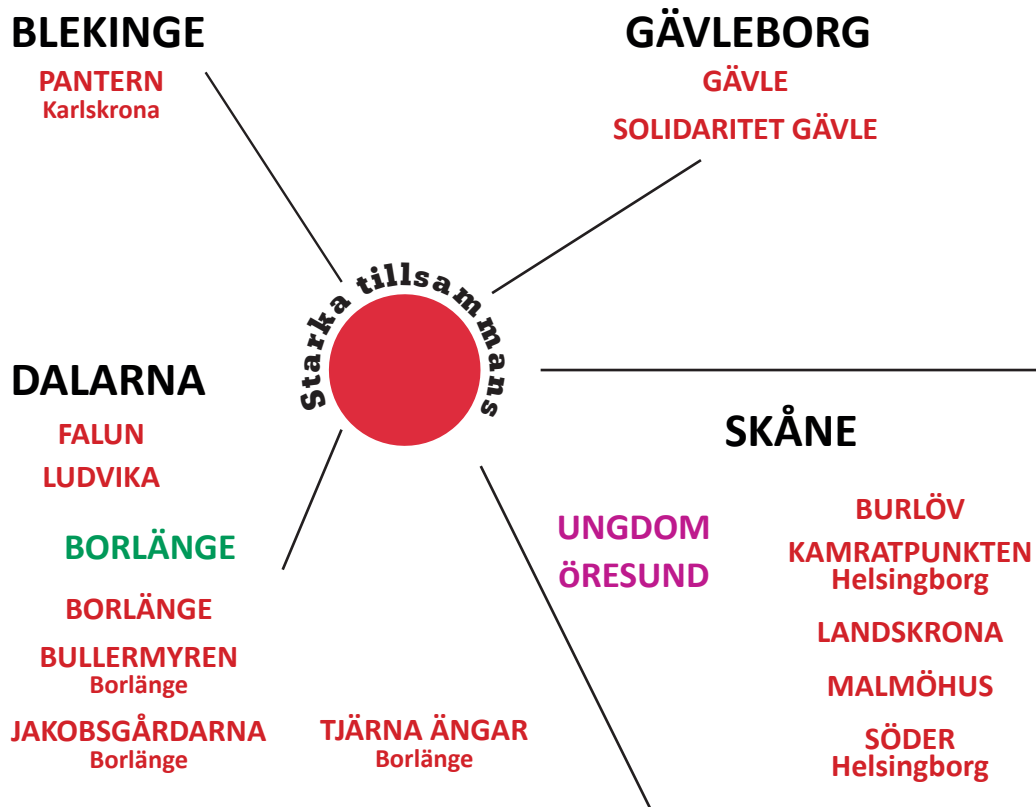 BLEKINGE
PANTERN
Karlskrona
GÄVLEBORG
GÄVLE
SOLIDARITET GÄVLE
Starka tillsammans
DALARNA
FALUN
LUDVIKA
BORLÄNGE
BORLÄNGE
BULLERMYREN
Borlänge
JAKOBSGÅRDARNA
Borlänge
TJÄRNA ÄNGAR
Borlänge
SKÅNE
UNGDOM
ÖRESUND
BURLÖV
KAMRATPUNKTEN
Helsingborg
LANDSKRONA
MALMÖHUS
SÖDER
Helsingborg